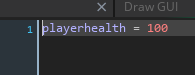 Draw GUI
1 playerhealth = 100